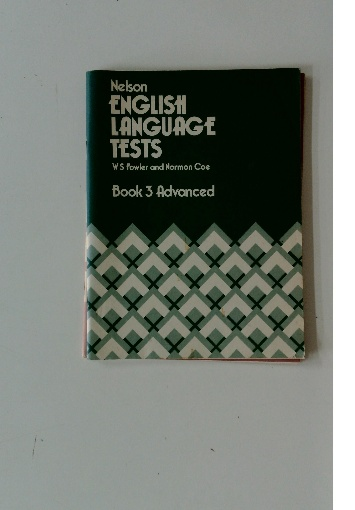 Nelson
ENGLISH
LANGUAGE
TESTS
W S Fowler and Norman Coe
Book 3 Advanced